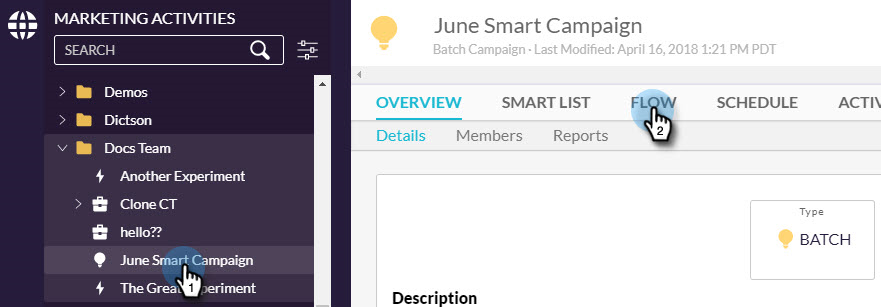 MARKETING ACTIVITIES
SEARCH
Demos
Dictson
Docs Team
Another Experiment
Clone CT
hello??
June Smart Campaign
1
The Great Experiment
June Smart Campaign
Batch Campaign · Last Modified: April 16, 2018 1:21 PM PDT
OVERVIEW SMART LIST FLOW SCHEDULE ACTIV
2
Details Members Reports
Type
BATCH
Description